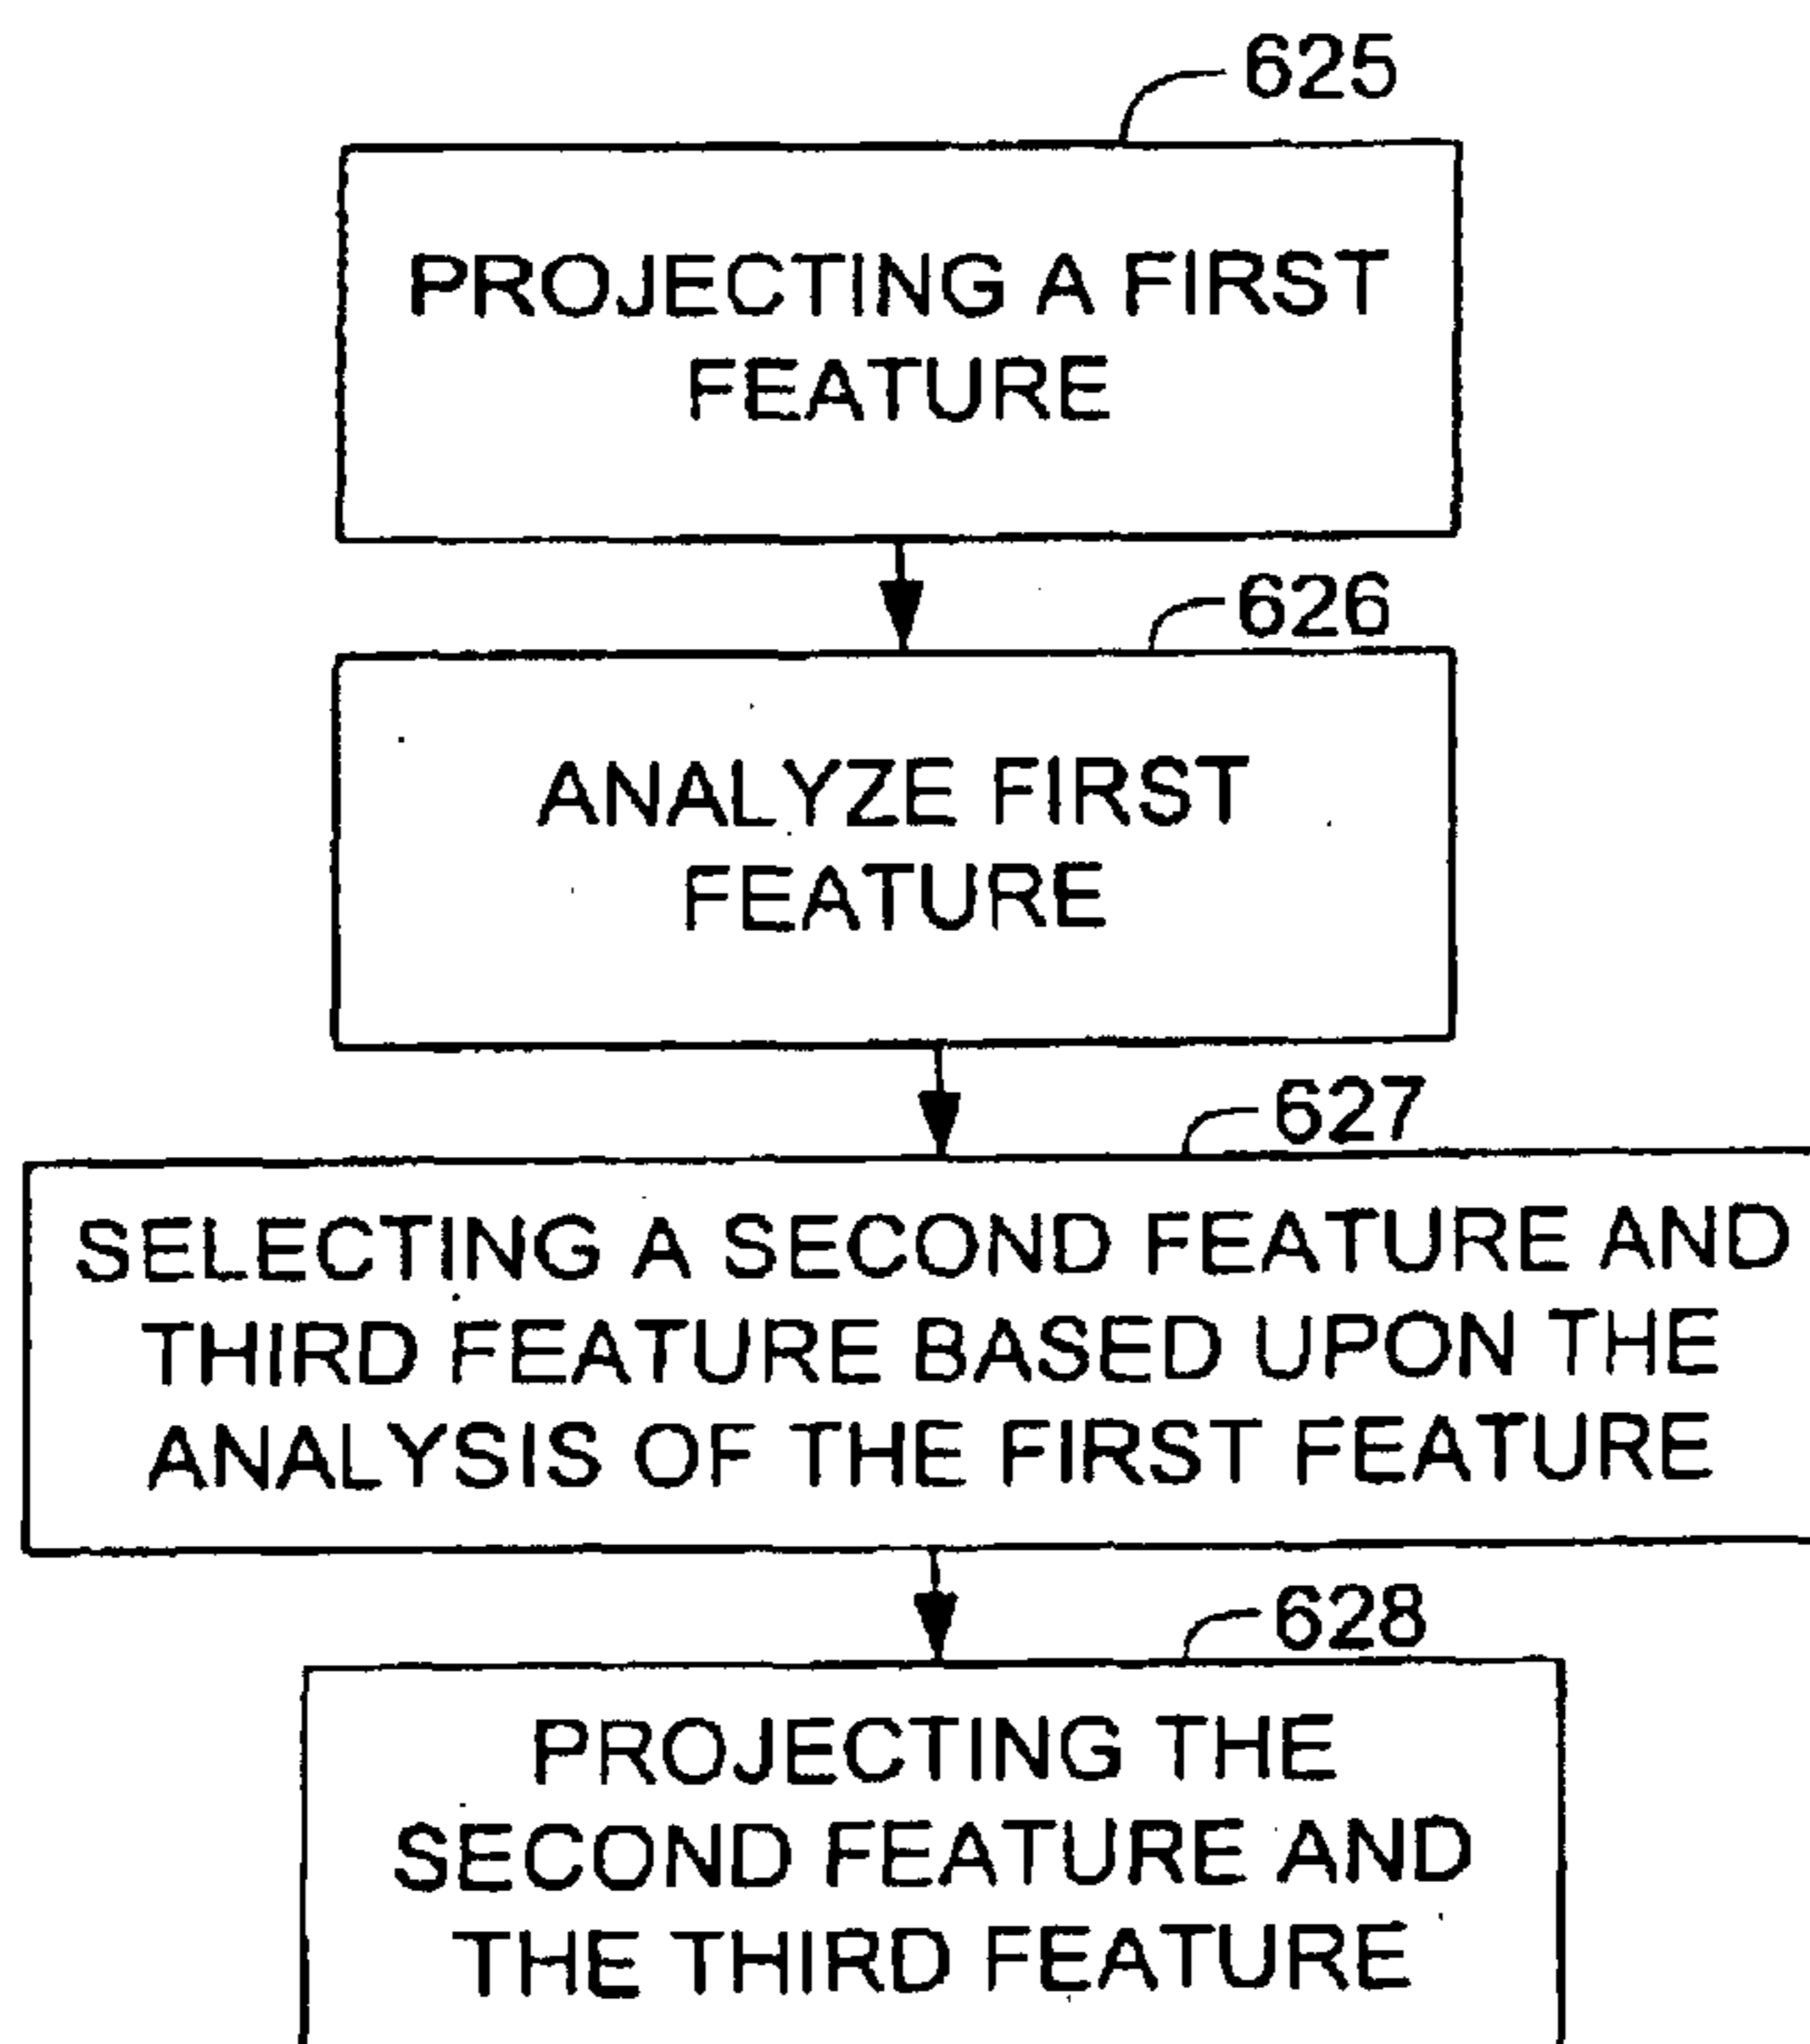 625
PROJECTING A FIRST
FEATURE
626
ANALYZE FIRST
FEATURE
627
SELECTING A SECOND FEATURE AND
THIRD FEATURE BASED UPON THE
ANALYSIS OF THE FIRST FEATURE
628
PROJECTING THE
SECOND FEATURE AND
THE THIRD FEATURE